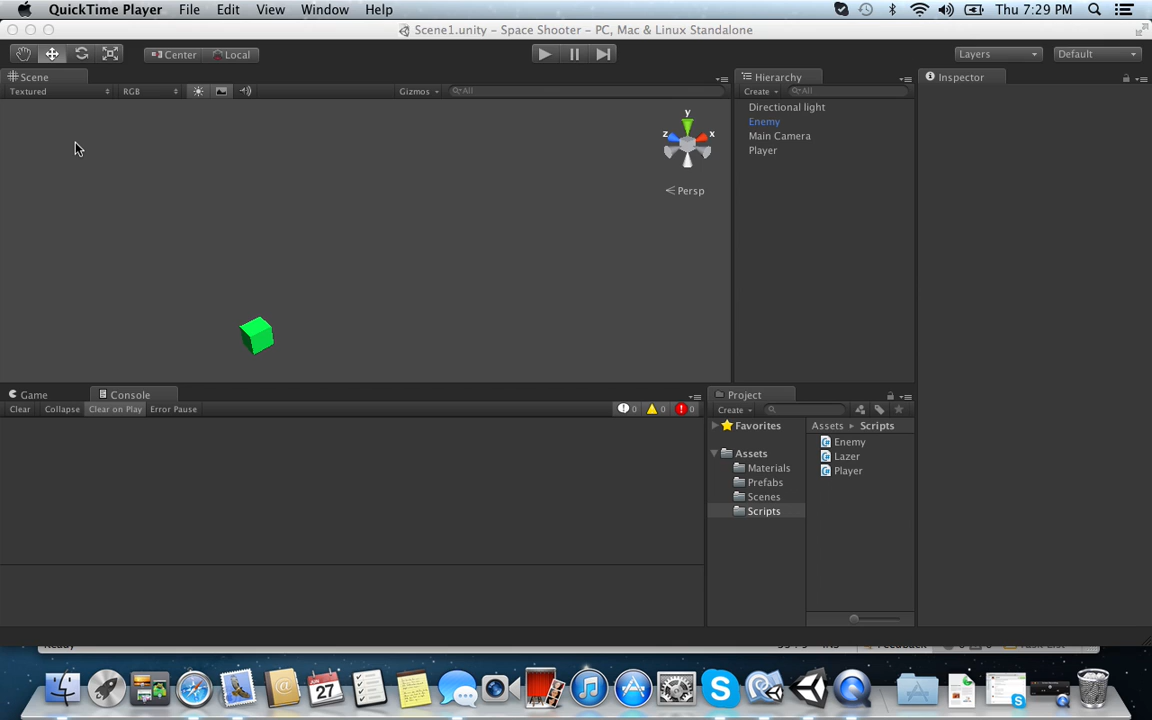 QuickTime Player File Edit View Window Help Thu 7:29 PM
Scene1.unity - Space Shooter - PC, Mac & Linux Standalone
Center Local Layers Default
Scene Hierarchy Inspector
Textured RGB Gizmos All Create All
Directional light
Enemy
Main Camera
Player
y
z x
Persp
Game Console Project
Clear Collapse Clear on Play Error Pause 0 0 0 Create
Favorites Assets Scripts
Enemy
Assets Lazer
Materials Player
Prefabs
Scenes
Scripts
JUN
27